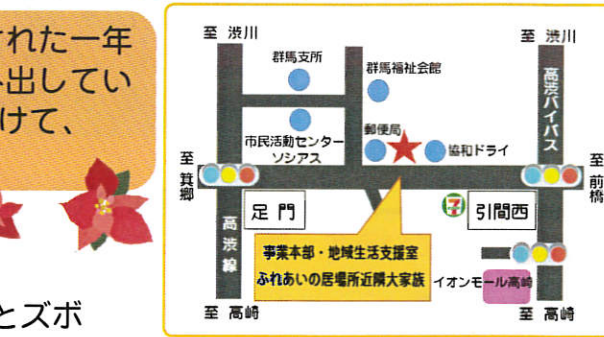 された一年
み出してい
けて、
とズボ
至 渋川
至 渋川
群馬支所
群馬福祉会館
高渋バイパス
市民活動センター
ソシアス
郵便局
協和ドライ
至 箕郷
至 前橋
足門
引間西
高渋線
事業本部・地域生活支援室
ふれあいの居場所近隣大家族
イオンモール高崎
至 高崎
至 高崎